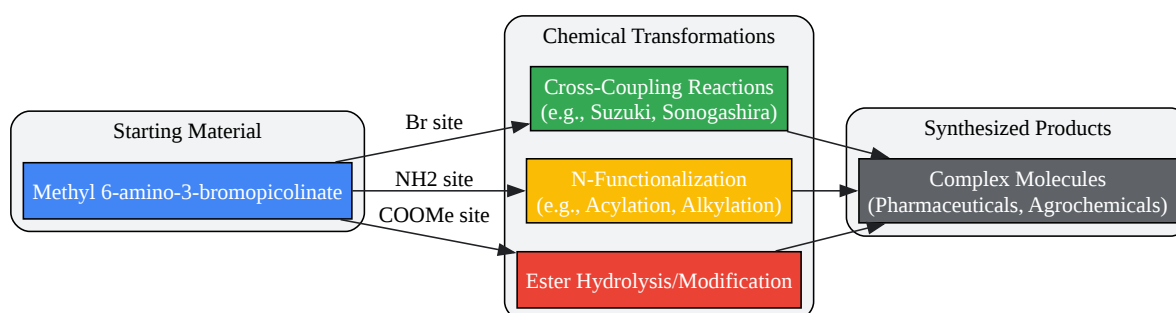 Starting Material
Methyl 6-amino-3-bromopicolinate
Br site
NH2 site
COOMe site
Chemical Transformations
Cross-Coupling Reactions
(e.g., Suzuki, Sonogashira)
N-Functionalization
(e.g., Acylation, Alkylation)
Ester Hydrolysis/Modification
Synthesized Products
Complex Molecules
(Pharmaceuticals, Agrochemicals)